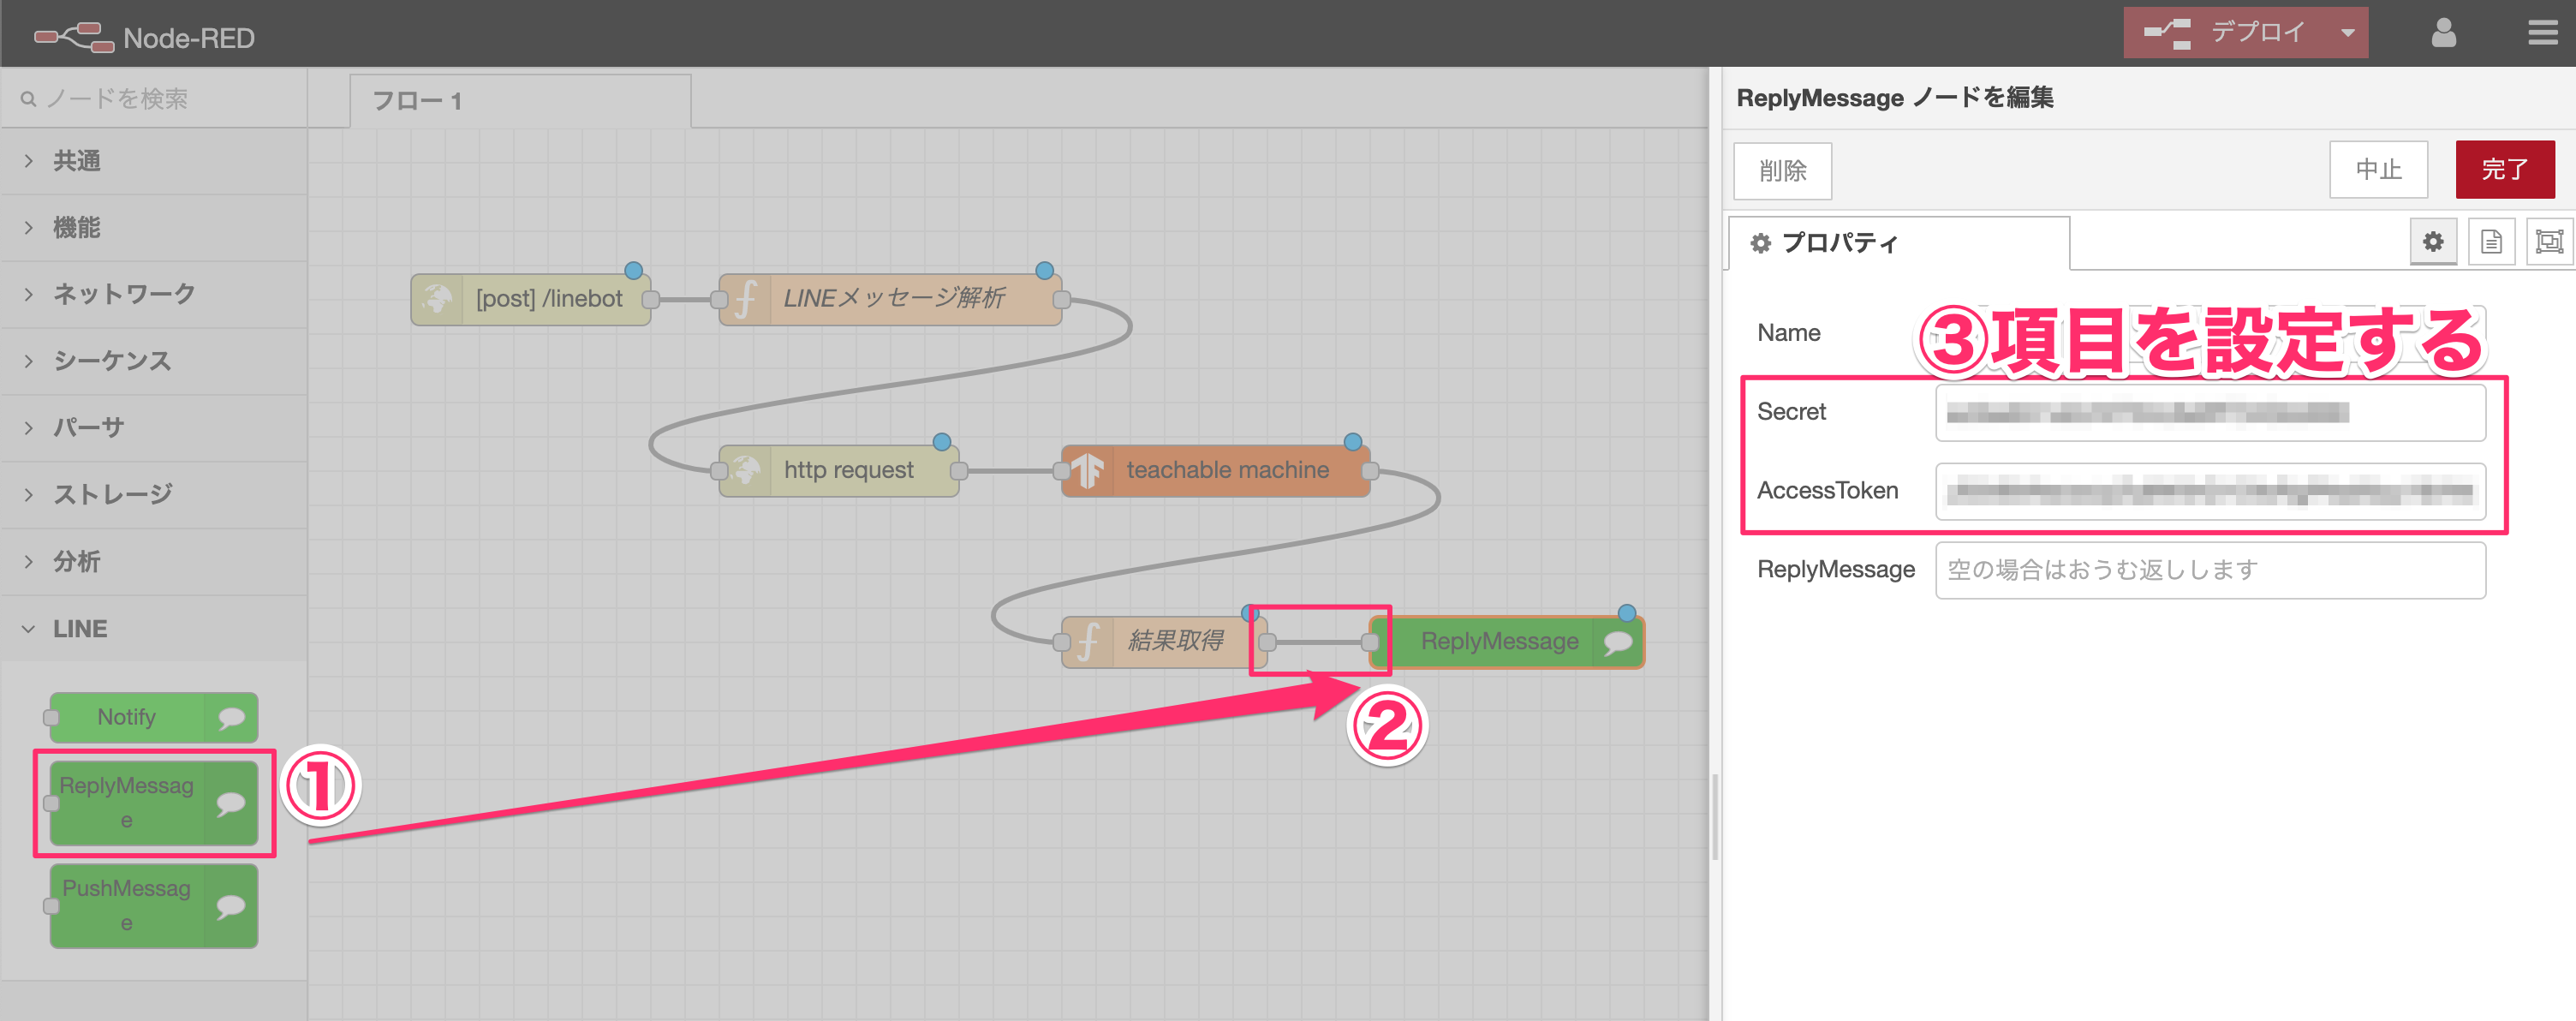 Node-RED
デプロイ
ノードを検索
フロー 1
共通
機能
ネットワーク
シーケンス
パーサ
ストレージ
分析
LINE
Notify
ReplyMessag
e
PushMessag
e
①
[post] /linebot
LINEメッセージ解析
http request
teachable machine
結果取得
ReplyMessage
②
ReplyMessage ノードを編集
削除
中止
完了
プロパティ
Name
③項目を設定する
Secret
AccessToken
ReplyMessage
空の場合はおうむ返しします